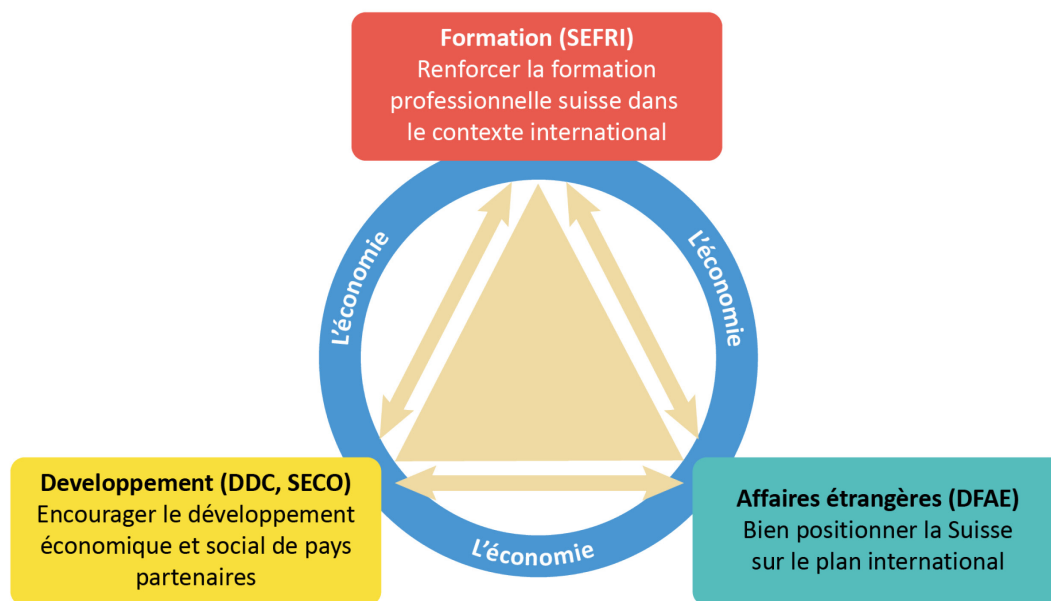 Formation (SEFRI)
Renforcer la formation
professionnelle suisse dans
le contexte international
L'économie
L'économie
Developpement (DDC, SECO)
Encourager le développement
économique et social de pays
partenaires
L'économie
Affaires étrangères (DFAE)
Bien positionner la Suisse
sur le plan international